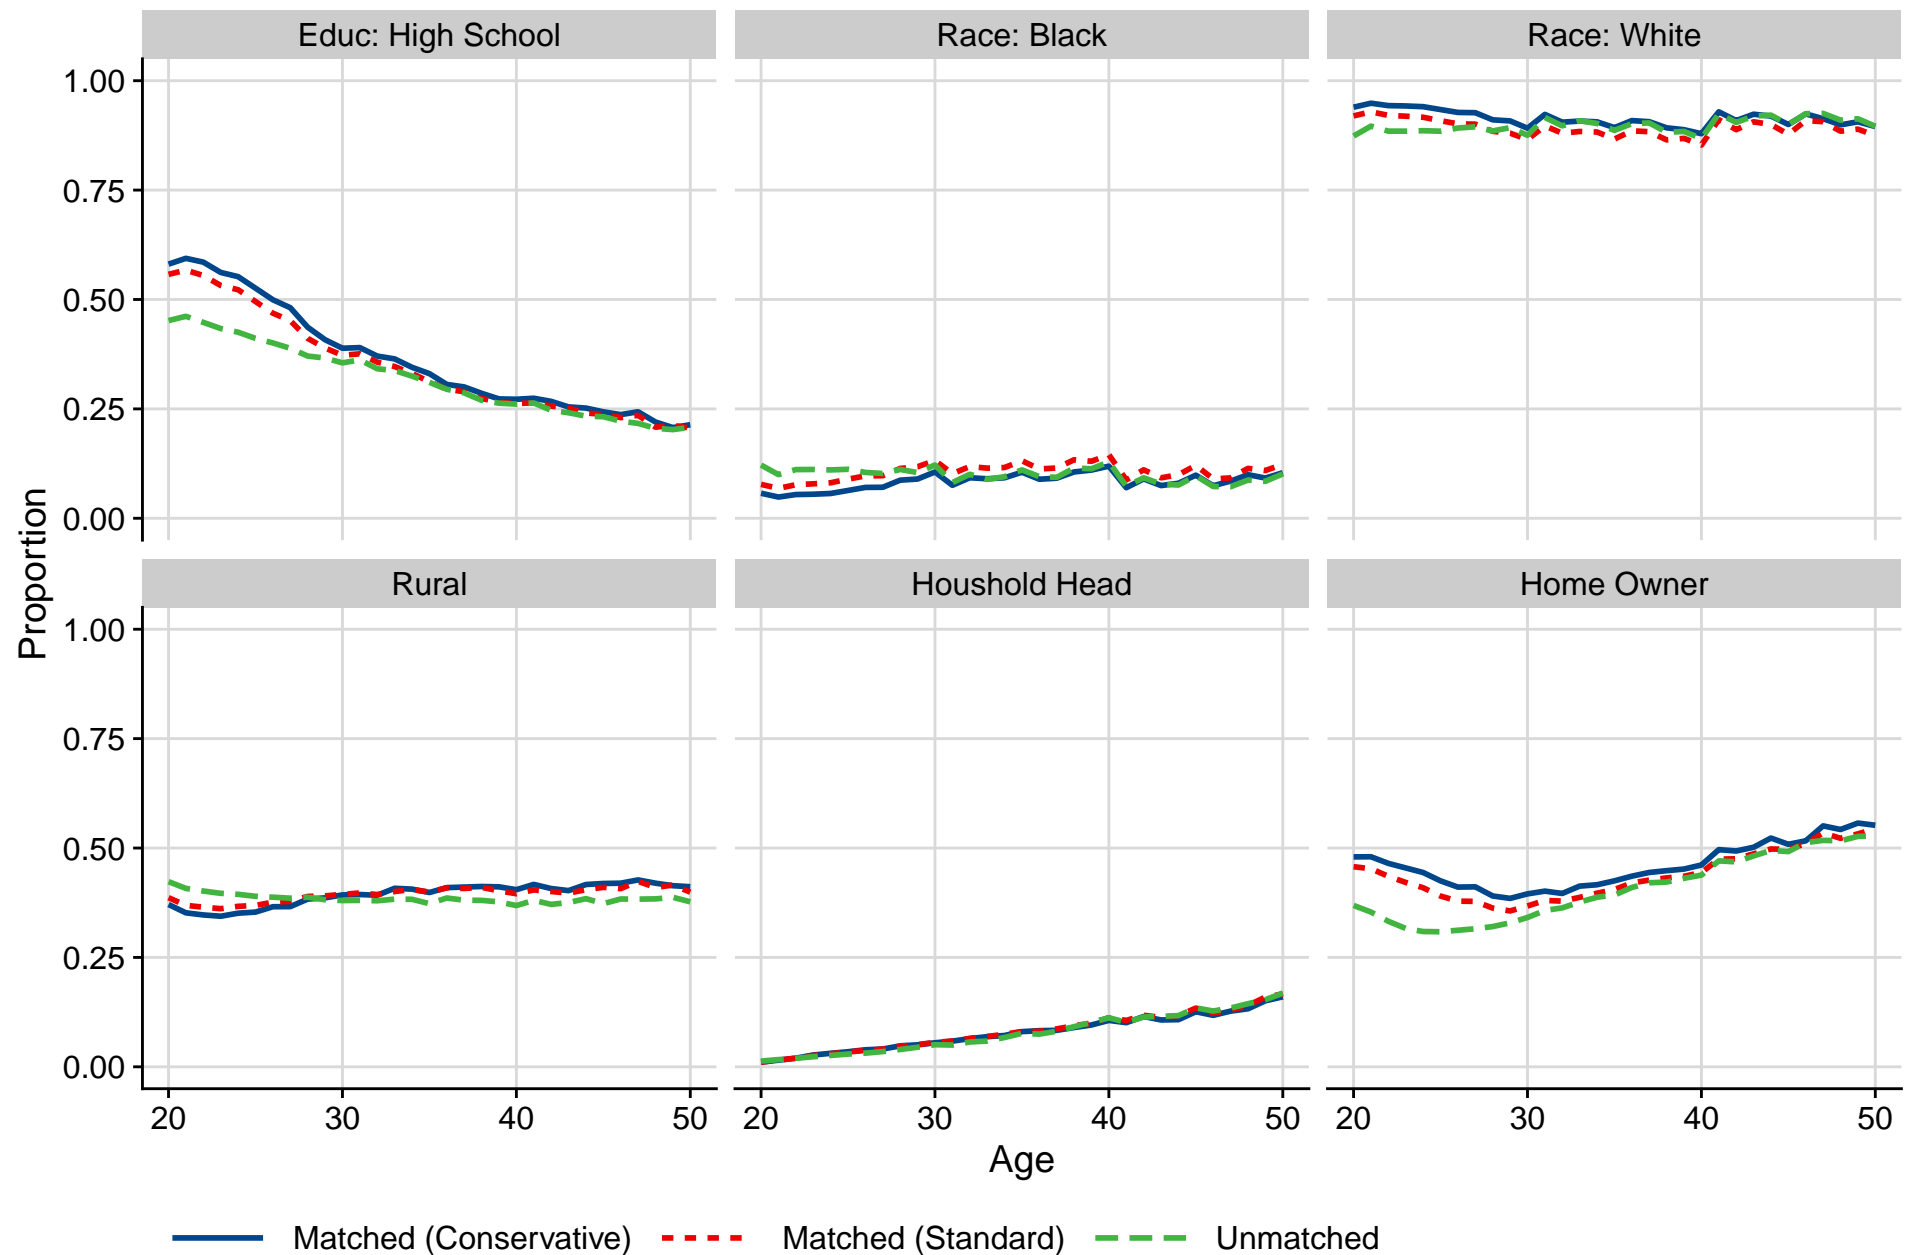 Educ: High School
Race: Black
Race: White
1.00
0.75
0.50
0.25
0.00
Rural
Houshold Head
Home Owner
1.00
0.75
0.50
0.25
0.00
Proportion
20 30 40 50
20 30 40 50
20 30 40 50
Age
Matched (Conservative) Matched (Standard) Unmatched